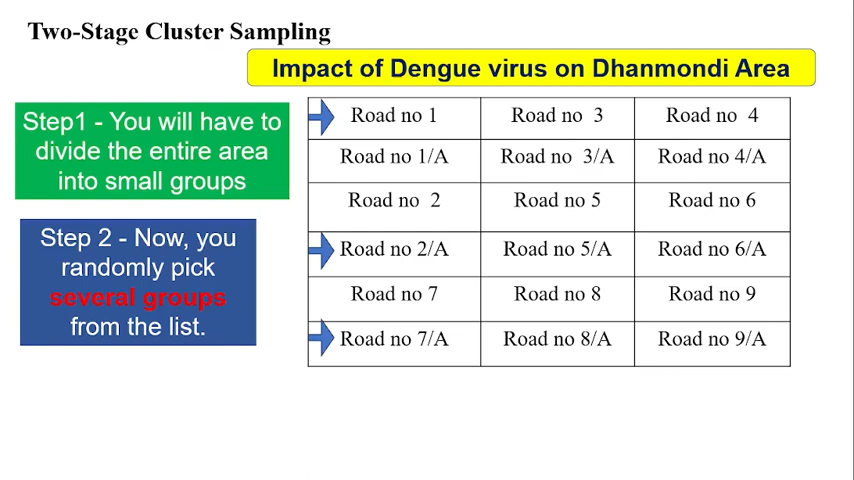 Two-Stage Cluster Sampling
Impact of Dengue virus on Dhanmondi Area
Step1 - You will have to
divide the entire area
into small groups
Step 2 - Now, you
randomly pick
several groups
from the list.
Road no 1 Road no 3 Road no 4
Road no 1/A Road no 3/A Road no 4/A
Road no 2 Road no 5 Road no 6
Road no 2/A Road no 5/A Road no 6/A
Road no 7 Road no 8 Road no 9
Road no 7/A Road no 8/A Road no 9/A